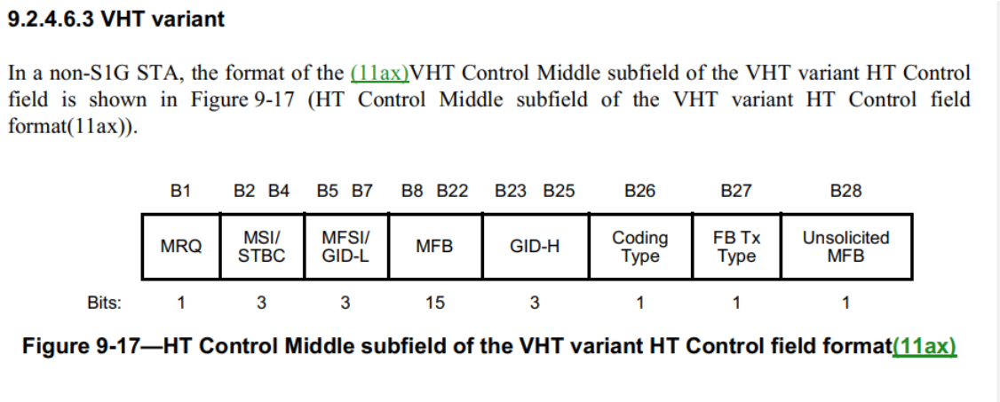 9.2.4.6.3 VHT variant
In a non-S1G STA, the format of the (11ax)VHT Control Middle subfield of the VHT variant HT Control
field is shown in Figure 9-17 (HT Control Middle subfield of the VHT variant HT Control field
format(11ax)).
B1 B2 B4 B5 B7 B8 B22 B23 B25 B26 B27 B28
MRQ MSI/ STBC MFSI/ GID-L MFB GID-H Coding Type FB Tx Type Unsolicited MFB
Bits: 1 3 3 15 3 1 1 1
Figure 9-17—HT Control Middle subfield of the VHT variant HT Control field format(11ax)